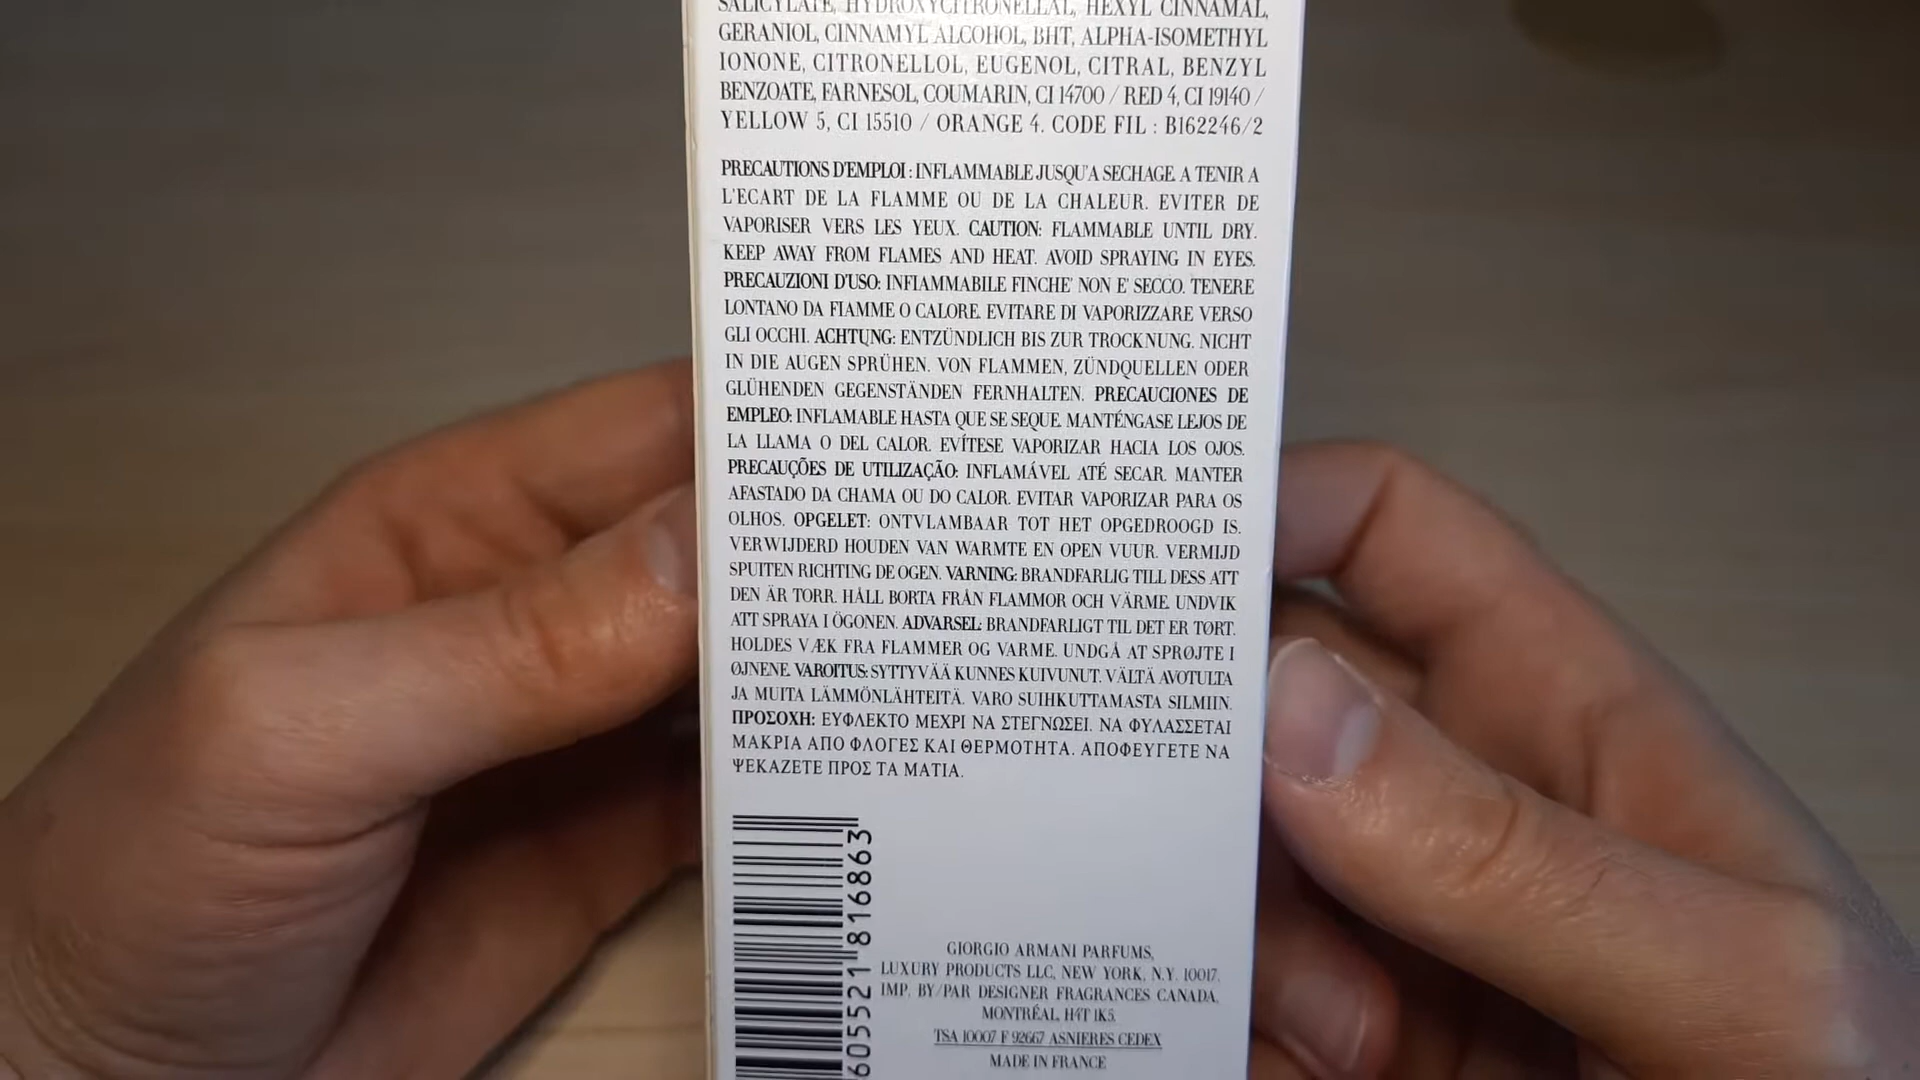 SALICYLATE, HYDROXYCITRONELLAL, HEXYL CINNAMAL,
GERANIOL, CINNAMYL ALCOHOL, BHT, ALPHA-ISOMETHYL
IONONE, CITRONELLOL, EUGENOL, CITRAL, BENZYL
BENZOATE, FARNESOL, COUMARIN, CI 14700 / RED 4, CI 19140 /
YELLOW 5, CI 15510 / ORANGE 4. CODE FIL : B162246/2
PRECAUTIONS D'EMPLOI : INFLAMMABLE JUSQU'A SECHAGE. A TENIR A
L'ECART DE LA FLAMME OU DE LA CHALEUR. EVITER DE
VAPORISER VERS LES YEUX. CAUTION: FLAMMABLE UNTIL DRY.
KEEP AWAY FROM FLAMES AND HEAT. AVOID SPRAYING IN EYES.
PRECAUZIONI D'USO: INFIAMMABILE FINCHE' NON E' SECCO. TENERE
LONTANO DA FIAMME O CALORE. EVITARE DI VAPORIZZARE VERSO
GLI OCCHI. ACHTUNG: ENTZÜNDLICH BIS ZUR TROCKNUNG. NICHT
IN DIE AUGEN SPRÜHEN. VON FLAMMEN, ZÜNDQUELLEN ODER
GLÜHENDEN GEGENSTÄNDEN FERNHALTEN. PRECAUCIONES DE
EMPLEO: INFLAMABLE HASTA QUE SE SEQUE. MANTÉNGASE LEJOS DE
LA LLAMA O DEL CALOR. EVÍTESE VAPORIZAR HACIA LOS OJOS.
PRECAUÇÕES DE UTILIZAÇÃO: INFLAMÁVEL ATÉ SECAR. MANTER
AFASTADO DA CHAMA OU DO CALOR. EVITAR VAPORIZAR PARA OS
OLHOS. OPGELET: ONTVLAMBAAR TOT HET OPGEDROOGD IS.
VERWIJDERD HOUDEN VAN WARMTE EN OPEN VUUR. VERMIJD
SPUITEN RICHTING DE OGEN. VARNING: BRANDFARLIG TILL DESS ATT
DEN ÄR TORR. HÅLL BORTA FRÅN FLAMMOR OCH VÄRME. UNDVIK
ATT SPRAYA I ÖGONEN. ADVARSEL: BRANDFARLIGT TIL DET ER TØRT.
HOLDES VÆK FRA FLAMMER OG VARME. UNDGÅ AT SPRØJTE I
ØJNENE. VAROITUS: SYTTYVÄÄ KUNNES KUIVUNUT. VÄLTÄ AVOTULTA
JA MUITA LÄMMÖNLÄHTEITÄ. VARO SUIHKUTTAMASTA SILMIIN.
ΠΡΟΣΟΧΗ: ΕΥΦΛΕΚΤΟ ΜΕΧΡΙ ΝΑ ΣΤΕΓΝΩΣΕΙ. ΝΑ ΦΥΛΑΣΣΕΤΑΙ
ΜΑΚΡΙΑ ΑΠΟ ΦΛΟΓΕΣ ΚΑΙ ΘΕΡΜΟΤΗΤΑ. ΑΠΟΦΕΥΓΕΤΕ ΝΑ
ΨΕΚΑΖΕΤΕ ΠΡΟΣ ΤΑ ΜΑΤΙΑ.
605521 816863
GIORGIO ARMANI PARFUMS,
LUXURY PRODUCTS LLC, NEW YORK, N.Y. 10017.
IMP. BY/PAR DESIGNER FRAGRANCES CANADA,
MONTRÉAL, H4T 1K5.
TSA 10007 F 92667 ASNIERES CEDEX
MADE IN FRANCE